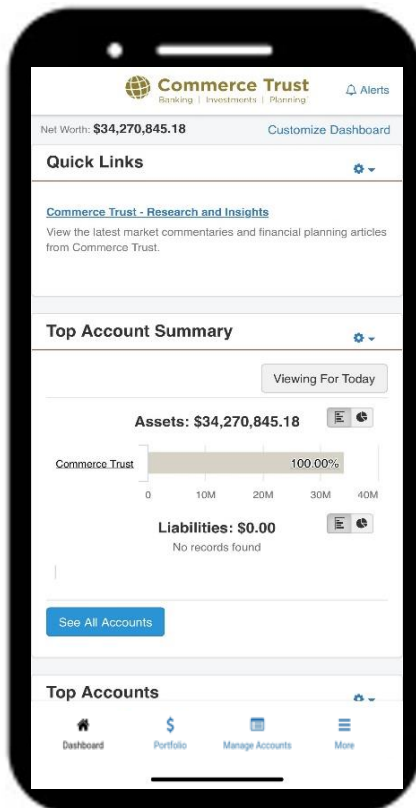 Commerce Trust
Banking | Investments | Planning
Alerts
Net Worth: $34,270,845.18
Customize Dashboard
Quick Links
Commerce Trust - Research and Insights
View the latest market commentaries and financial planning articles
from Commerce Trust.
Top Account Summary
Viewing For Today
Assets: $34,270,845.18
Commerce Trust
100.00%
0 10M 20M 30M 40M
Liabilities: $0.00
No records found
See All Accounts
Top Accounts
Dashboard
Portfolio
Manage Accounts
More